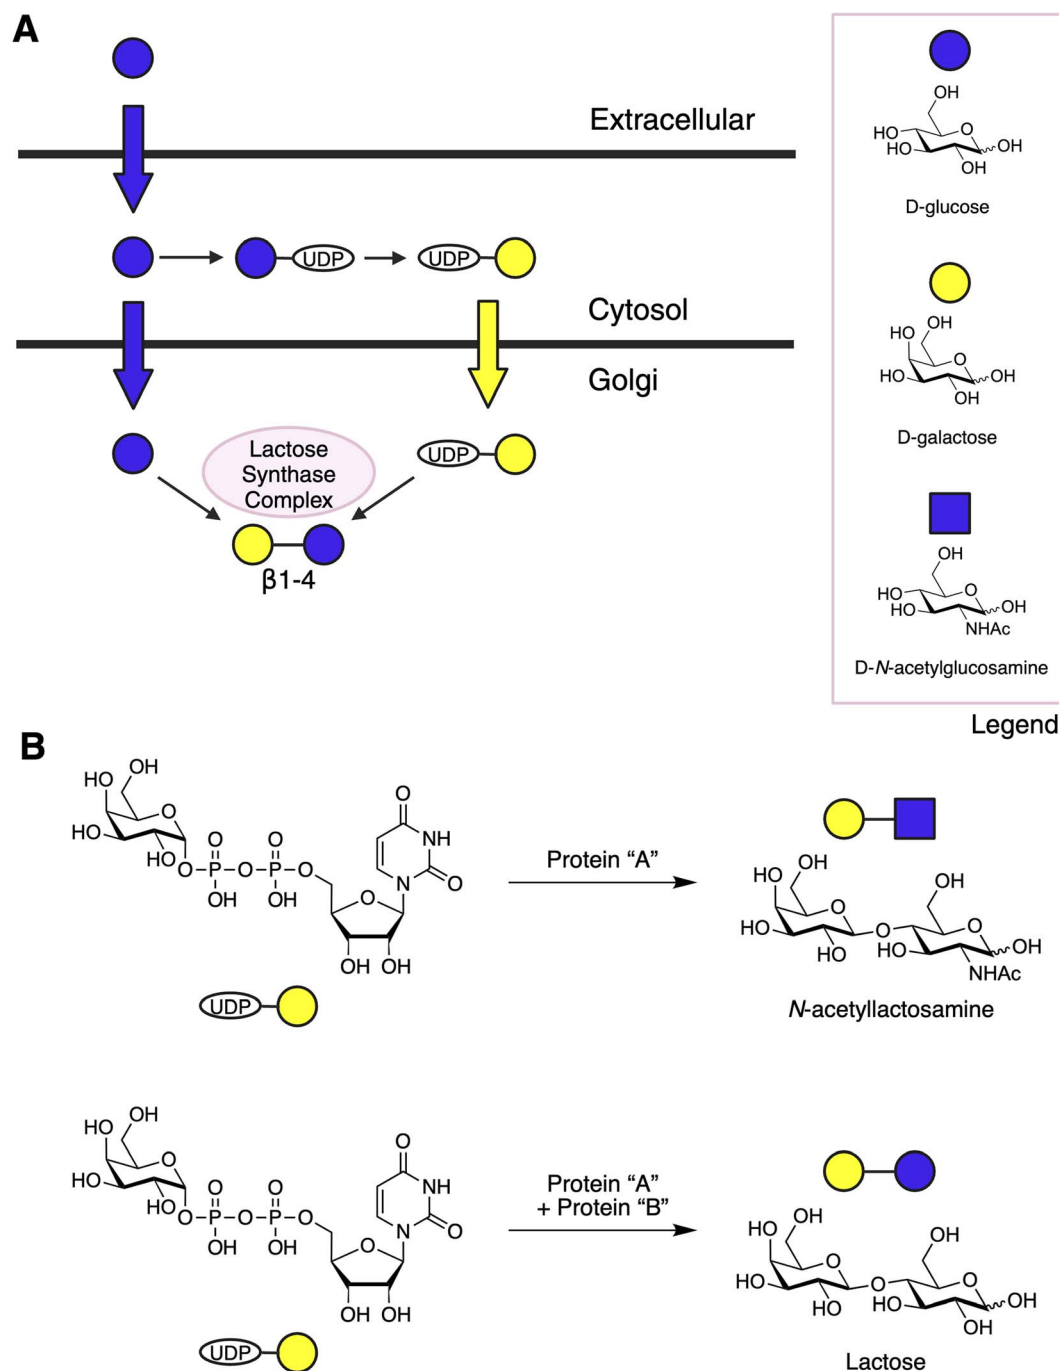 A
Extracellular
UDP
UDP
Cytosol
Golgi
Lactose
Synthase
Complex
UDP
β1-4
OH
HO
O
HO
OH
OH
D-glucose
OH
HO
O
HO
OH
OH
D-galactose
OH
HO
O
HO
OH
NHAc
D-N-acetylglucosamine
Legend
B
OH
HO
O
HO
HO
O
O
O
P
O
P
O
OH
OH
O
NH
N
O
O
OH
OH
UDP
Protein “A”
OH
HO
O
HO
HO
O
OH
O
HO
OH
NHAc
N-acetyllactosamine
OH
HO
O
HO
HO
O
O
O
P
O
P
O
OH
OH
O
NH
N
O
O
OH
OH
UDP
Protein “A”
+ Protein “B”
OH
HO
O
HO
HO
O
OH
O
HO
OH
OH
Lactose